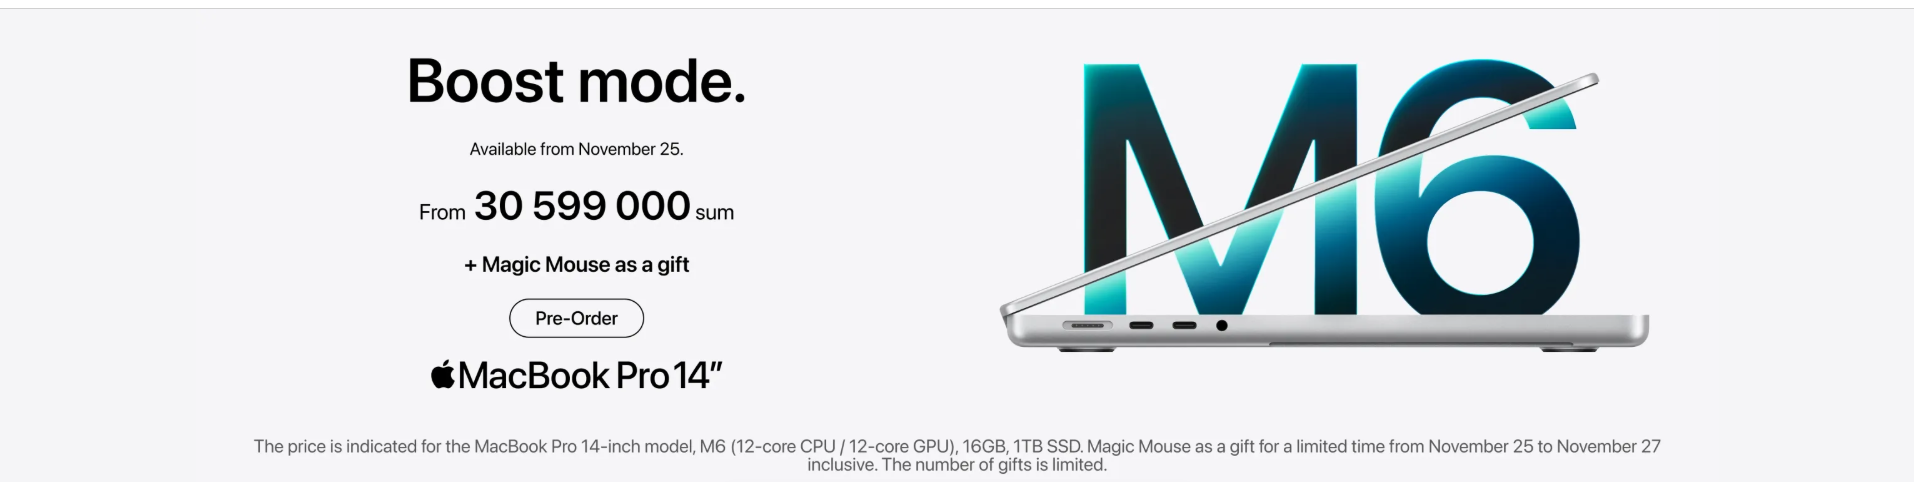 Boost mode.
Available from November 25.
From 30 599 000 sum
+ Magic Mouse as a gift
Pre-Order
MacBook Pro 14”
M6
The price is indicated for the MacBook Pro 14-inch model, M6 (12-core CPU / 12-core GPU), 16GB, 1TB SSD. Magic Mouse as a gift for a limited time from November 25 to November 27
inclusive. The number of gifts is limited.